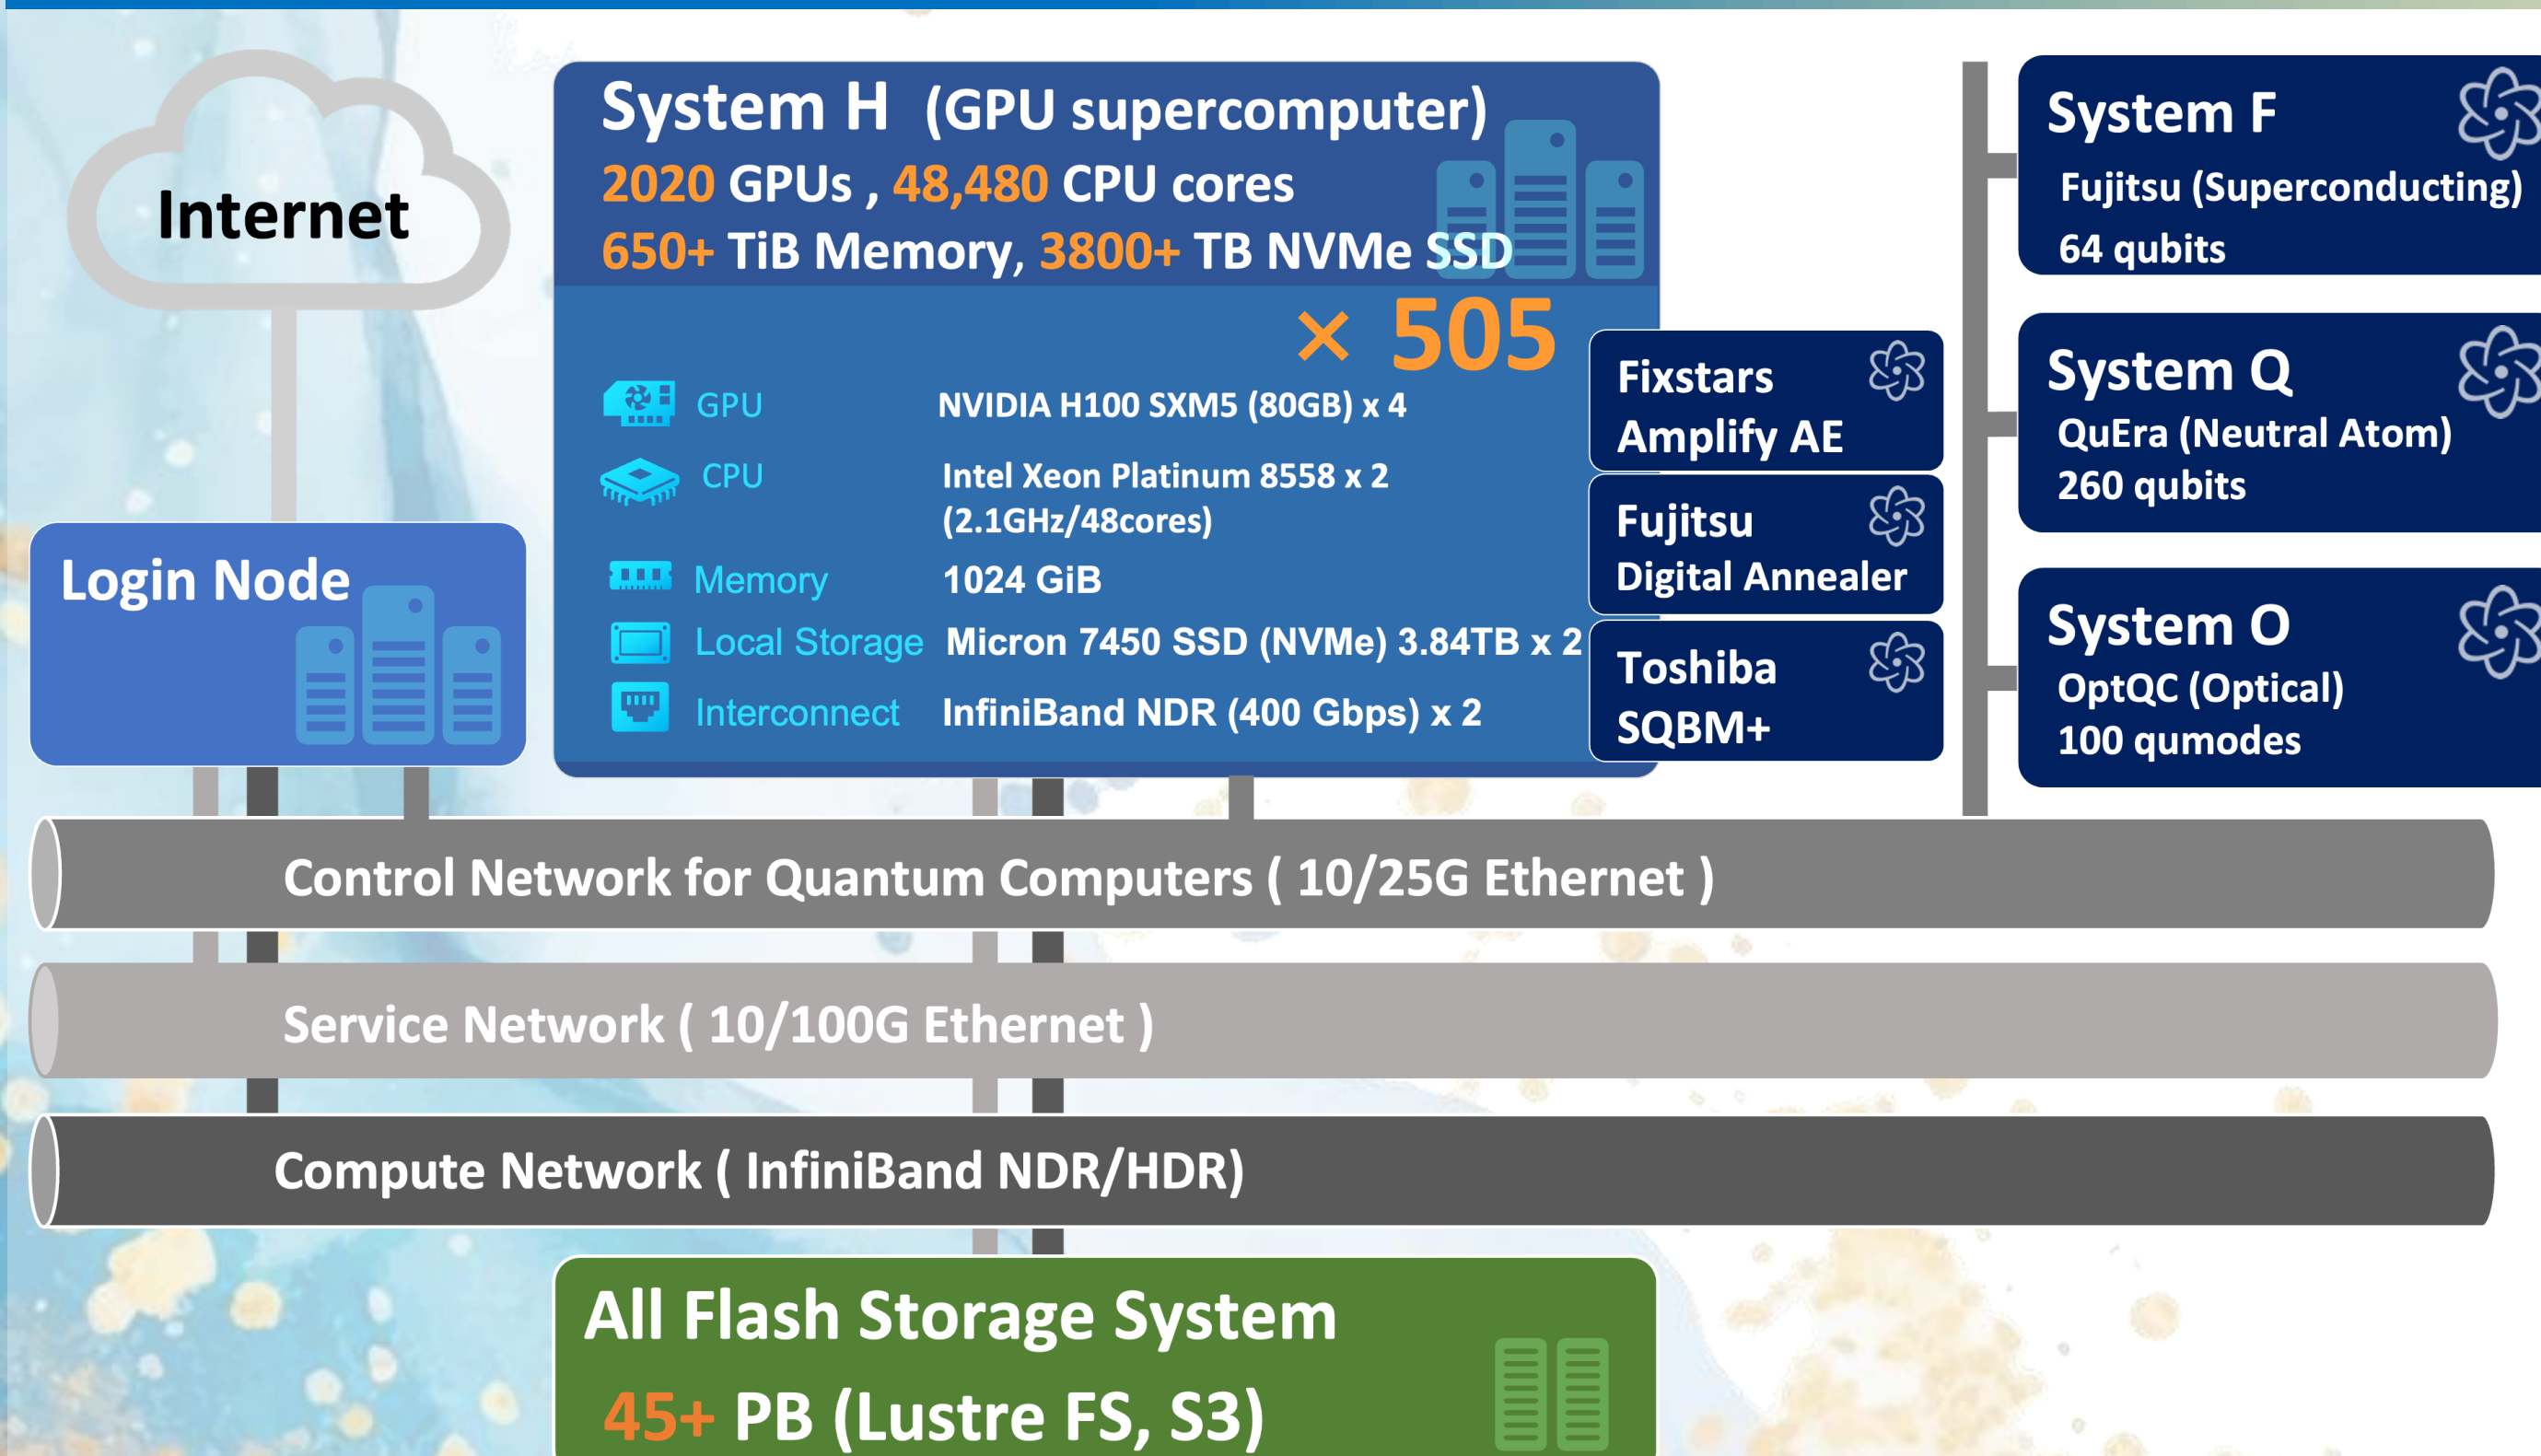 Internet
System H (GPU supercomputer)
2020 GPUs , 48,480 CPU cores
650+ TiB Memory, 3800+ TB NVMe SSD
× 505
GPU NVIDIA H100 SXM5 (80GB) x 4
CPU Intel Xeon Platinum 8558 x 2
(2.1GHz/48cores)
Memory 1024 GiB
Local Storage Micron 7450 SSD (NVMe) 3.84TB x 2
Interconnect InfiniBand NDR (400 Gbps) x 2
Fixstars
Amplify AE
Fujitsu
Digital Annealer
Toshiba
SQBM+
System F
Fujitsu (Superconducting)
64 qubits
System Q
QuEra (Neutral Atom)
260 qubits
System O
OptQC (Optical)
100 qumodes
Login Node
Control Network for Quantum Computers ( 10/25G Ethernet )
Service Network ( 10/100G Ethernet )
Compute Network ( InfiniBand NDR/HDR)
All Flash Storage System
45+ PB (Lustre FS, S3)